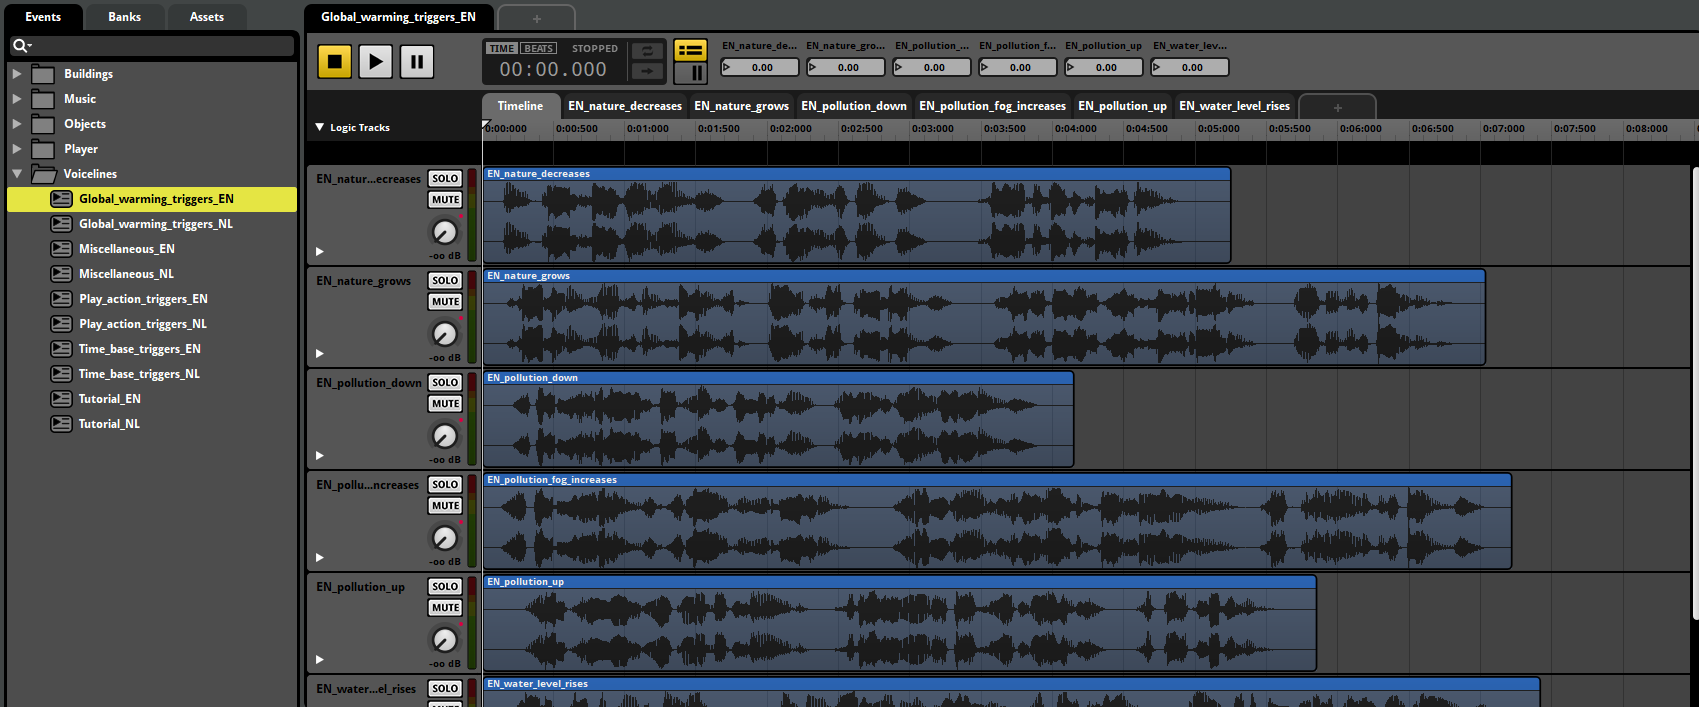 Events
Banks
Assets
Buildings
Music
Objects
Player
Voicelines
Global_warming_triggers_EN
Global_warming_triggers_NL
Miscellaneous_EN
Miscellaneous_NL
Play_action_triggers_EN
Play_action_triggers_NL
Time_base_triggers_EN
Time_base_triggers_NL
Tutorial_EN
Tutorial_NL
Global_warming_triggers_EN
+
TIME BEATS STOPPED
00:00.000
EN_nature_de... EN_nature_gro... EN_pollution_... EN_pollution_f... EN_pollution_up EN_water_lev...
0.00 0.00 0.00 0.00 0.00 0.00
Timeline EN_nature_decreases EN_nature_grows EN_pollution_down EN_pollution_fog_increases EN_pollution_up EN_water_level_rises +
Logic Tracks
0:00:000 0:00:500 0:01:000 0:01:500 0:02:000 0:02:500 0:03:000 0:03:500 0:04:000 0:04:500 0:05:000 0:05:500 0:06:000 0:06:500 0:07:000 0:07:500 0:08:000
EN_natur...ecreases SOLO
MUTE
-oo dB
EN_nature_decreases
EN_nature_grows SOLO
MUTE
-oo dB
EN_nature_grows
EN_pollution_down SOLO
MUTE
-oo dB
EN_pollution_down
EN_pollu...ncreases SOLO
MUTE
-oo dB
EN_pollution_fog_increases
EN_pollution_up SOLO
MUTE
-oo dB
EN_pollution_up
EN_water...el_rises SOLO
MUTE
EN_water_level_rises